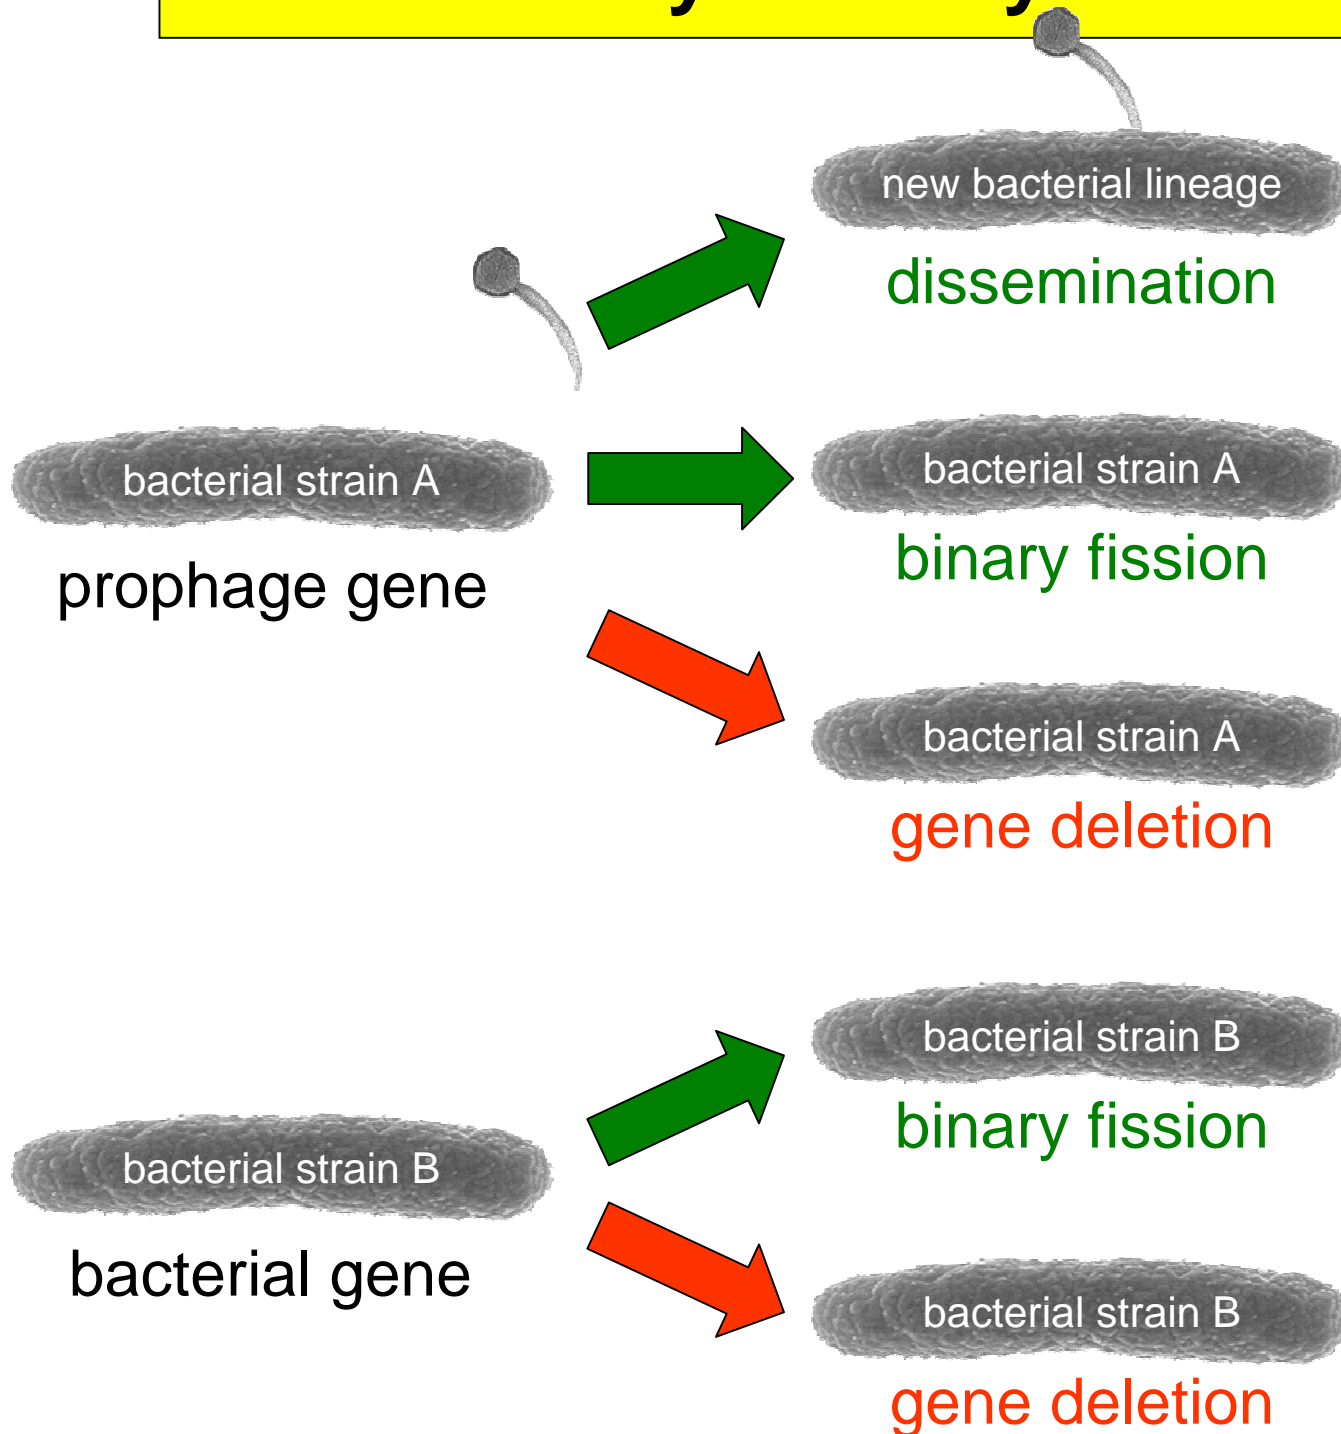 new bacterial lineage
dissemination
bacterial strain A
prophage gene
bacterial strain A
binary fission
bacterial strain A
gene deletion
bacterial strain B
bacterial gene
bacterial strain B
binary fission
bacterial strain B
gene deletion